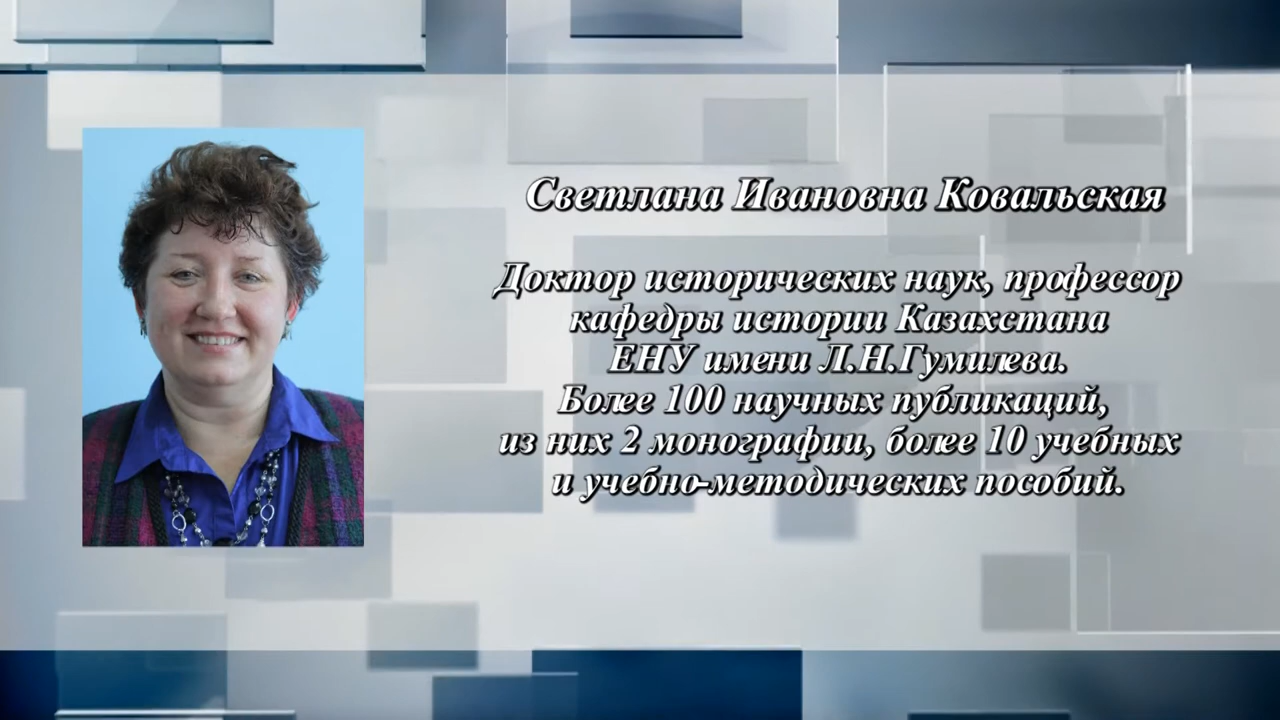 Светлана Ивановна Ковальская
Доктор исторических наук, профессор
кафедры истории Казахстана
ЕНУ имени Л.Н.Гумилева.
Более 100 научных публикаций,
из них 2 монографии, более 10 учебных
и учебно-методических пособий.